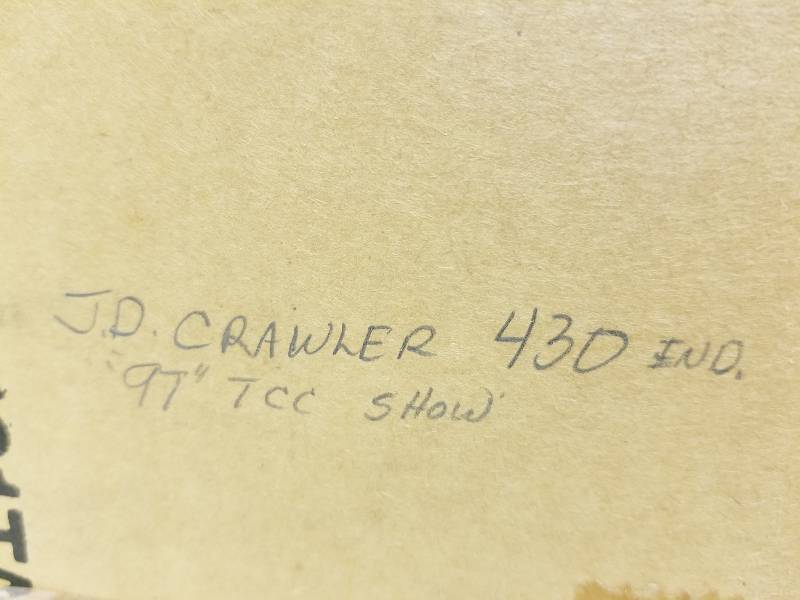 J.D. CRAWLER 430 IND.
"97" TCC SHOW